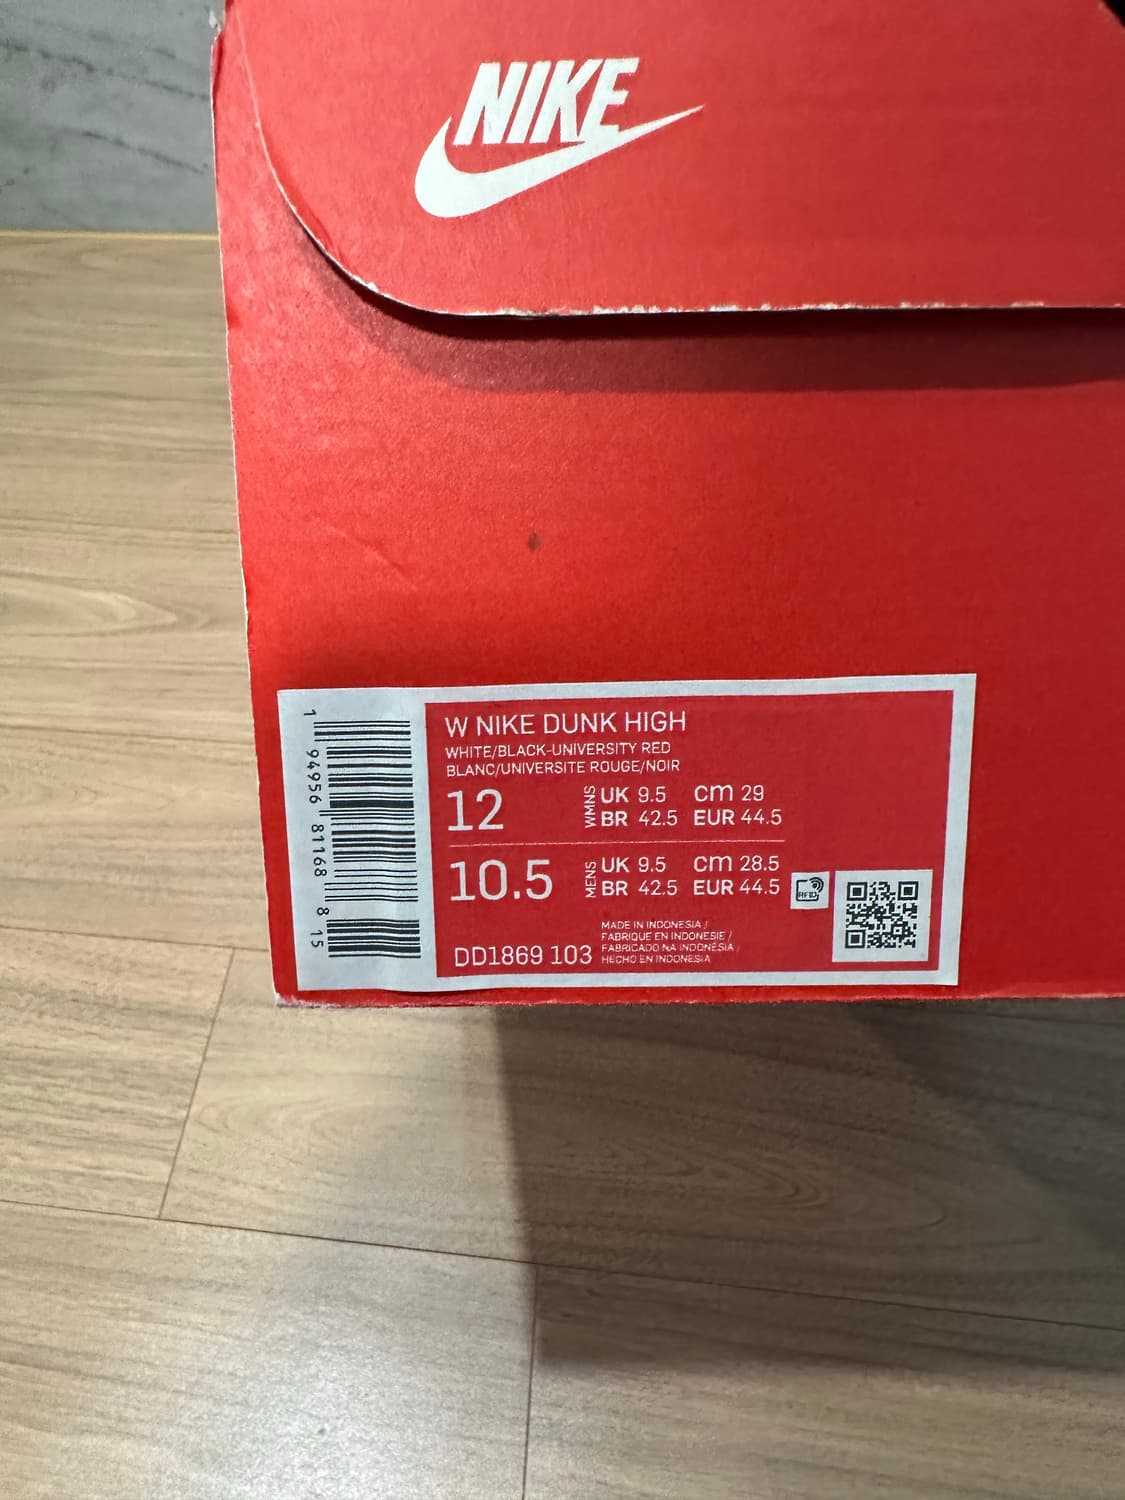 NIKE
W NIKE DUNK HIGH
WHITE/BLACK-UNIVERSITY RED
BLANC/UNIVERSITE ROUGE/NOIR
12 WMNS UK 9.5 cm 29
BR 42.5 EUR 44.5
10.5 MENS UK 9.5 cm 28.5
BR 42.5 EUR 44.5
RFID
MADE IN INDONESIA /
FABRIQUE EN INDONESIE /
FABRICADO NA INDONÉSIA /
HECHO EN INDONESIA
DD1869 103
1 94956 81168 8 15